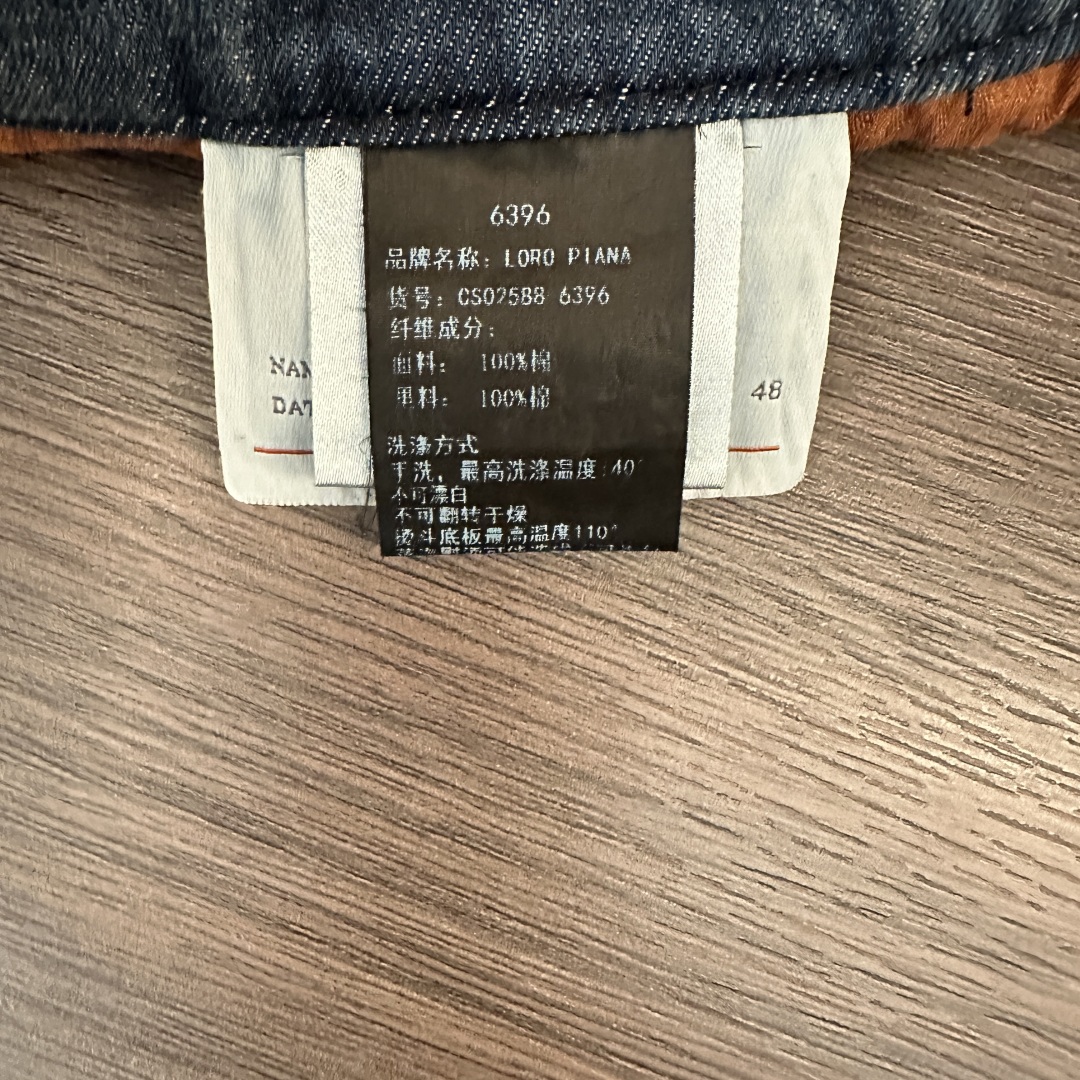 6396
品牌名称: LORO PIANA
货号: CS02588 6396
纤维成分:
面料: 100%棉
里料: 100%棉
洗涤方式
手洗, 最高洗涤温度:40°
不可漂白
不可翻转干燥
熨斗底板最高温度110°
48